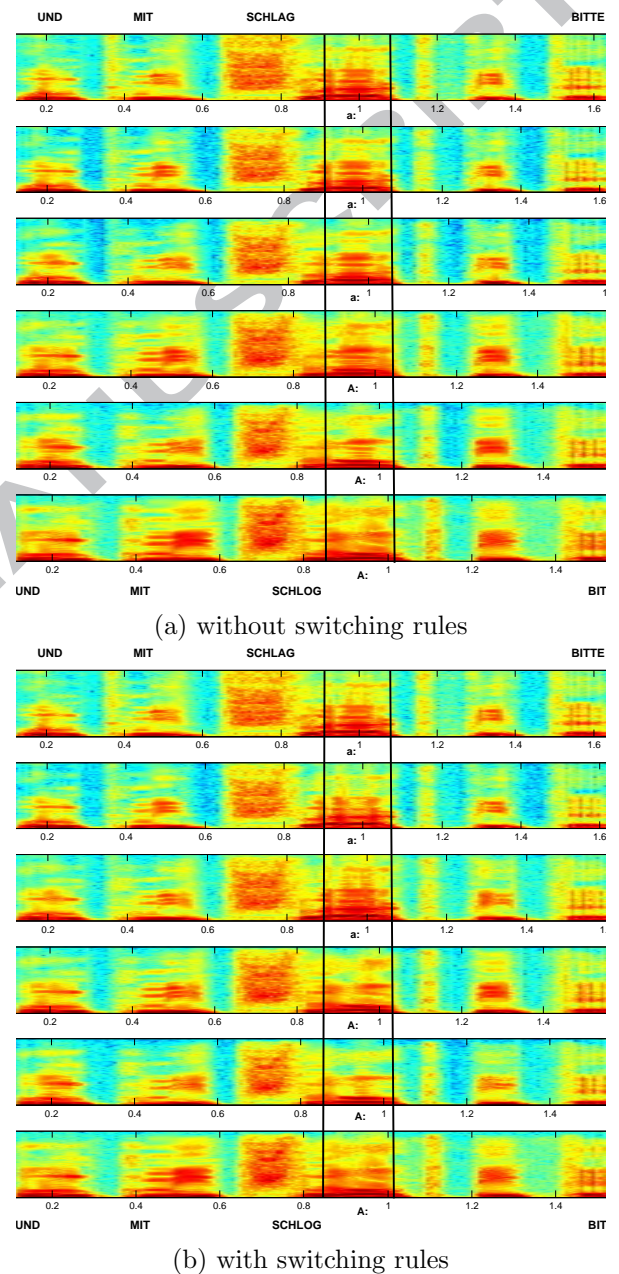 UND MIT SCHLAG BITTE
0.2 0.4 0.6 0.8 1 1.2 1.4 1.6
a:
0.2 0.4 0.6 0.8 1 1.2 1.4 1.6
a:
0.2 0.4 0.6 0.8 1 1.2 1.4 1
a:
0.2 0.4 0.6 0.8 1 1.2 1.4
A:
0.2 0.4 0.6 0.8 1 1.2 1.4
A:
0.2 0.4 0.6 0.8 1 1.2 1.4
A:
UND MIT SCHLOG BIT
(a) without switching rules
UND MIT SCHLAG BITTE
0.2 0.4 0.6 0.8 1 1.2 1.4 1.6
a:
0.2 0.4 0.6 0.8 1 1.2 1.4 1.6
a:
0.2 0.4 0.6 0.8 1 1.2 1.4 1.
a:
0.2 0.4 0.6 0.8 1 1.2 1.4
A:
0.2 0.4 0.6 0.8 A: 1 1.2 1.4
0.2 0.4 0.6 0.8 1 1.2 1.4
A:
UND MIT SCHLOG BIT
(b) with switching rules